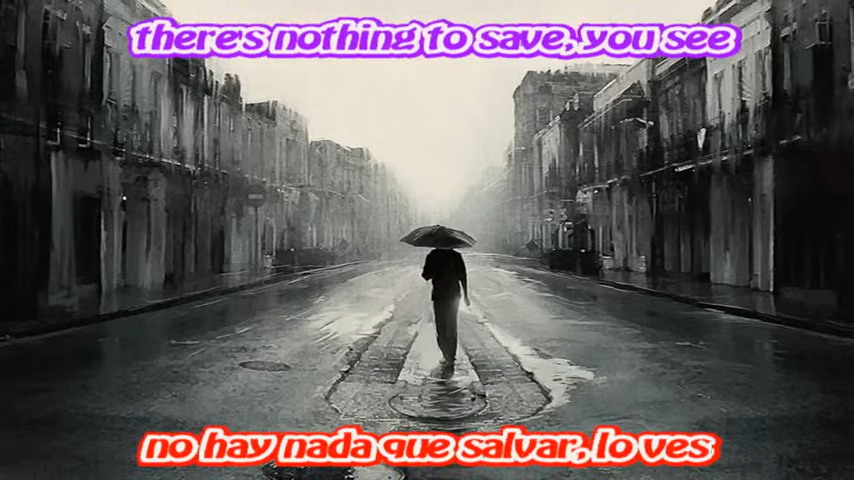 there's nothing to save, you see
no hay nada que salvar, lo ves